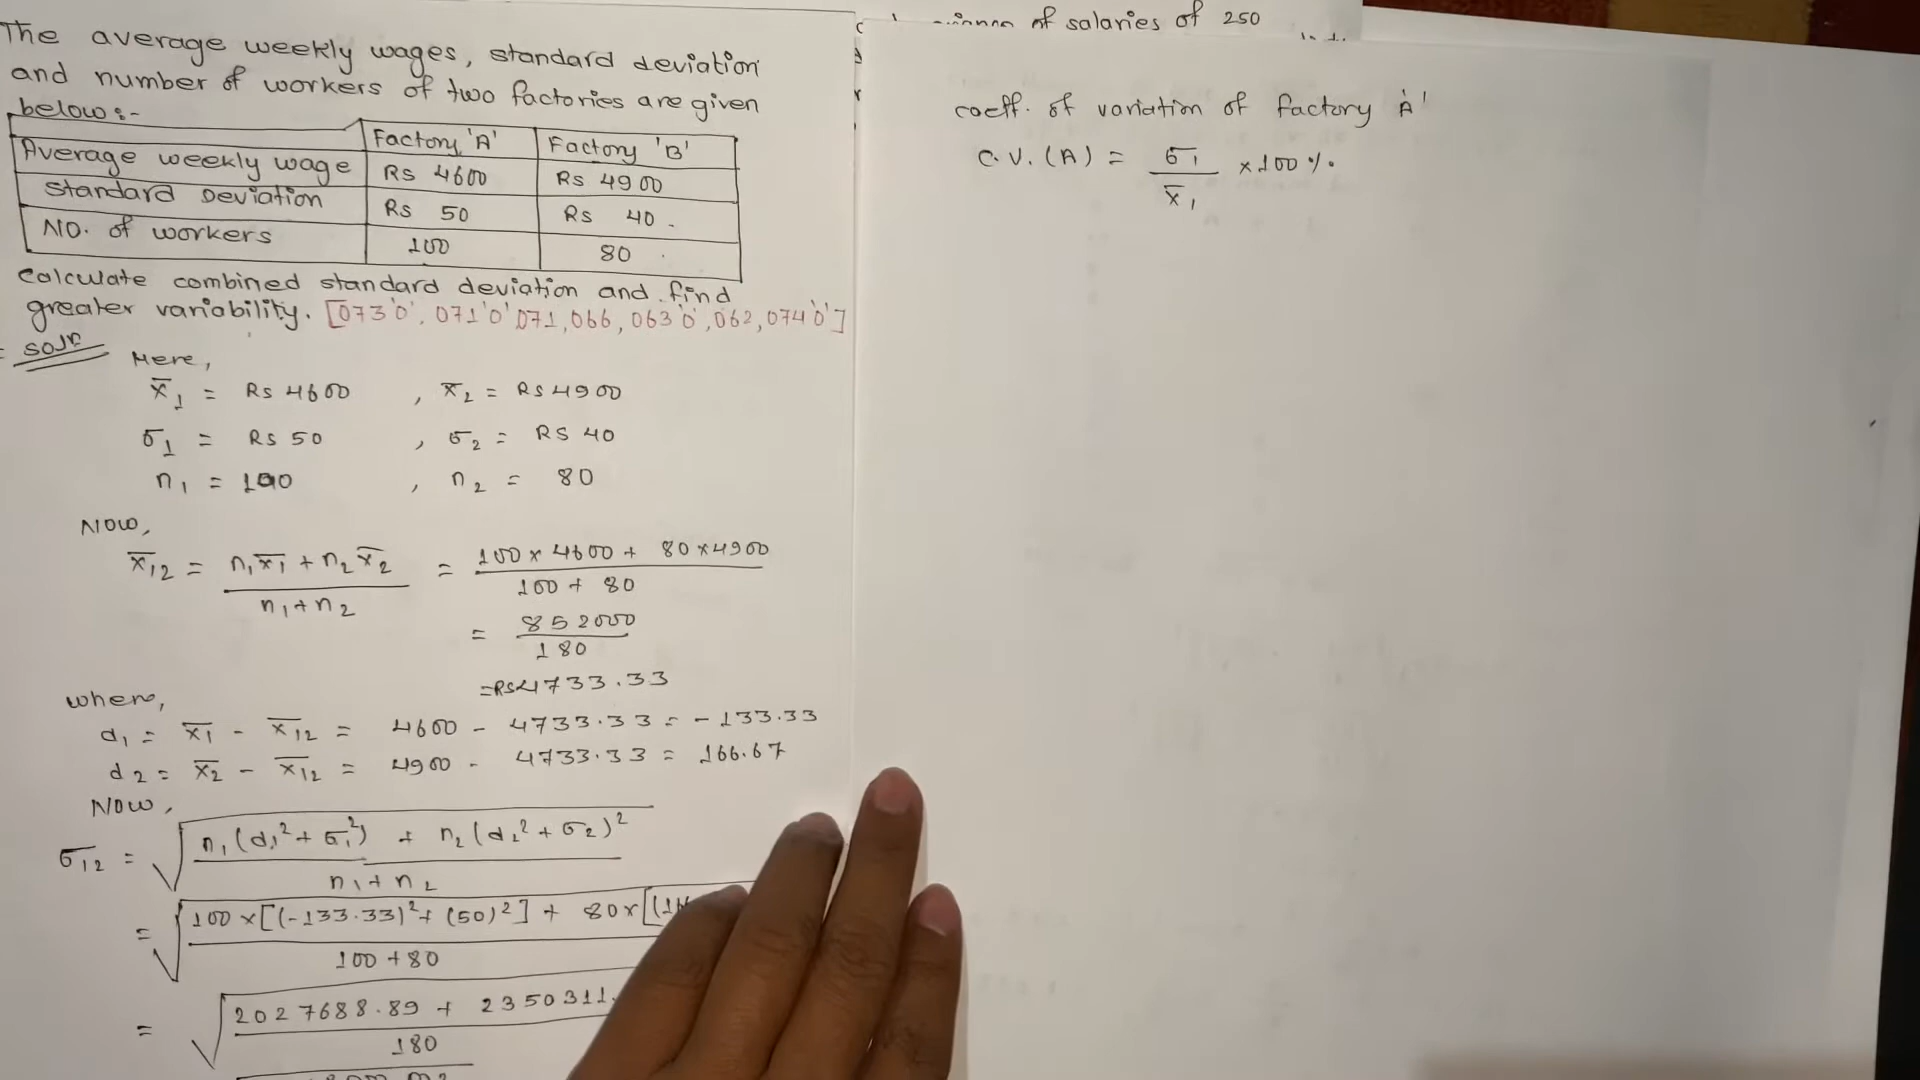 The average weekly wages, standard deviation
and number of workers of two factories are given
below:-
Factory 'A' Factory 'B'
Average weekly wage Rs 4600 Rs 4900
Standard Deviation Rs 50 Rs 40
No. of workers 100 80
Calculate combined standard deviation and find
greater variability. [073'0', 071'0' 071, 066, 063'0', 062, 074'0']
Soln
Here,
x̄1 = Rs 4600 , x̄2 = Rs 4900
σ1 = Rs 50 , σ2 = Rs 40
n1 = 100 , n2 = 80
Now,
x̄12 = n1x̄1 + n2x̄2 / n1+n2 = 100×4600 + 80×4900 / 100 + 80
= 852000 / 180
=Rs4733.33
where,
d1 = x̄1 - x̄12 = 4600 - 4733.33 = -133.33
d2 = x̄2 - x̄12 = 4900 - 4733.33 = 166.67
Now,
σ12 = √ n1(d1²+σ1²) + n2(d2²+σ2)² / n1+n2
= √ 100×[(-133.33)²+(50)²] + 80×[(1 / 100+80
= √ 2027688.89 + 2350311. / 180
of salaries of 250
coeff. of variation of factory 'A'
C.V.(A) = σ1 / x̄1 ×100%